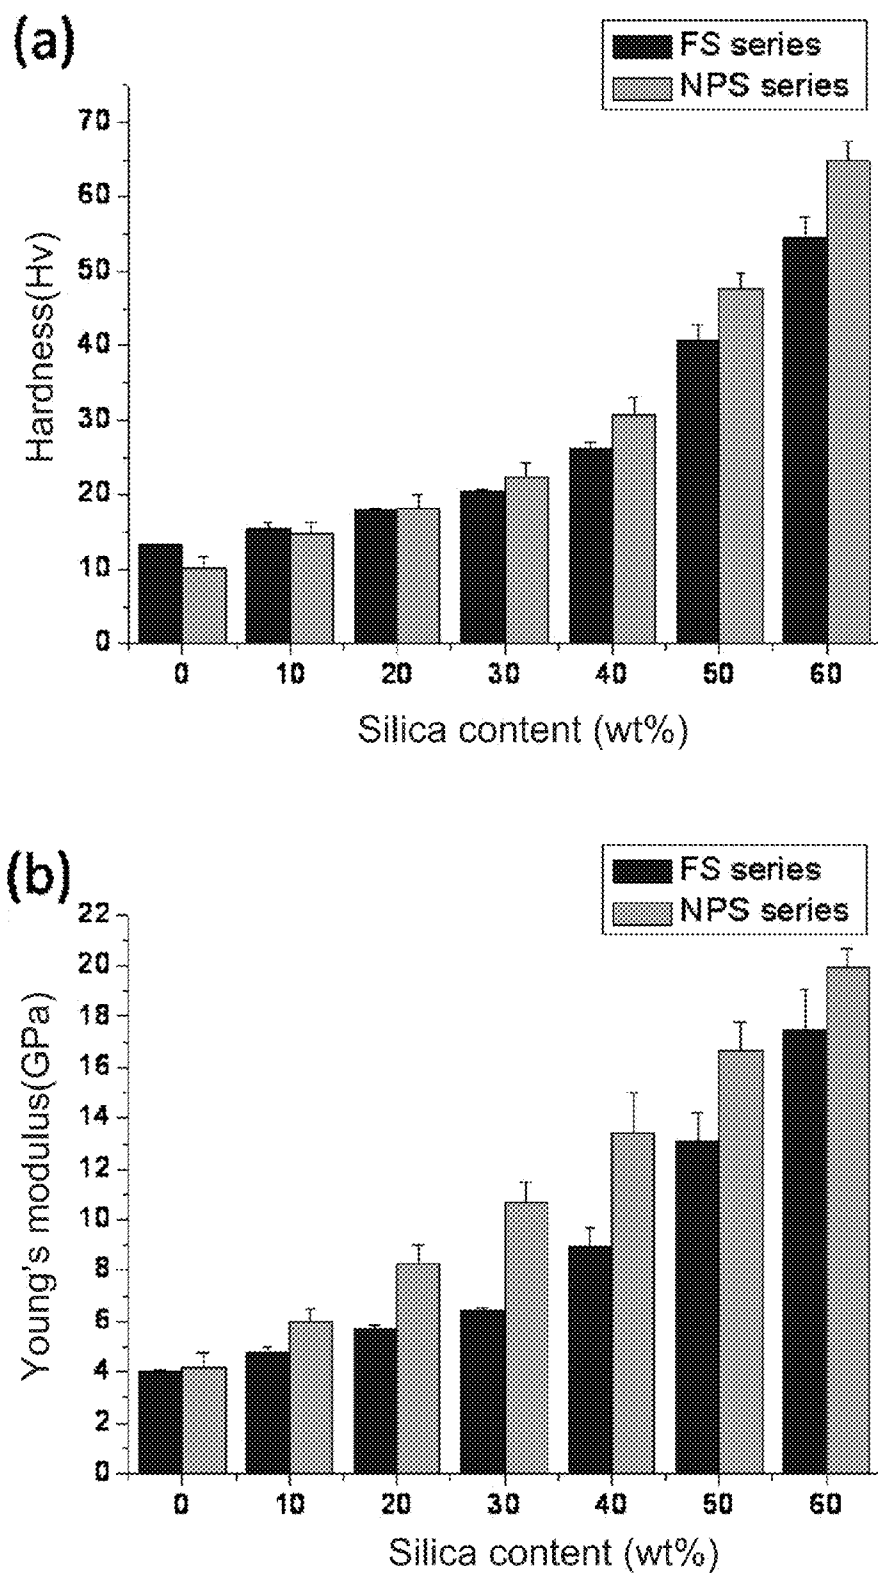 (a)
FS series
NPS series
70
60
50
40
30
20
10
0
Hardness(Hv)
0 10 20 30 40 50 60
Silica content (wt%)
(b)
FS series
NPS series
22
20
18
16
14
12
10
8
6
4
2
0
Young's modulus(GPa)
0 10 20 30 40 50 60
Silica content (wt%)